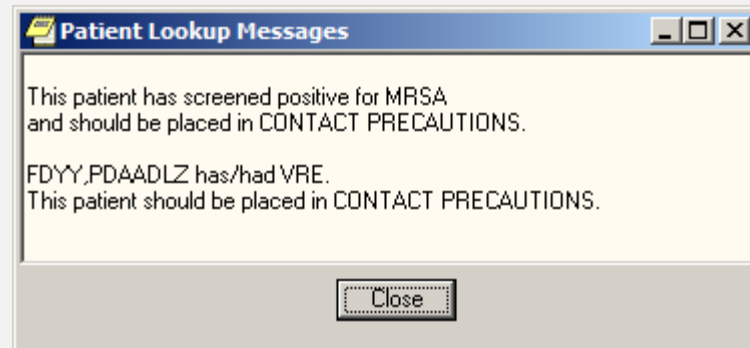 Patient Lookup Messages
This patient has screened positive for MRSA
and should be placed in CONTACT PRECAUTIONS.
FDYY,PDAADLZ has/had VRE.
This patient should be placed in CONTACT PRECAUTIONS.
Close